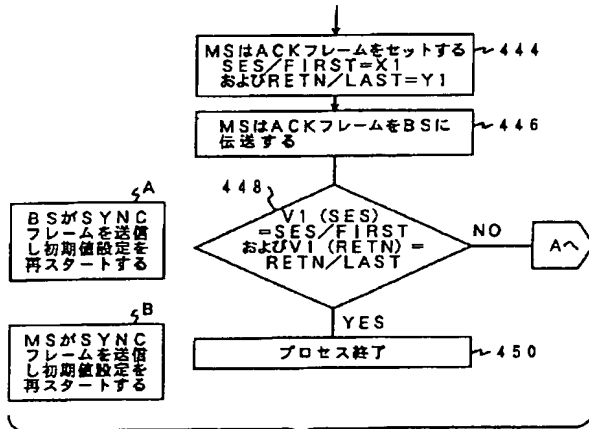 MSはACKフレームをセットする
SES/FIRST=X1
およびRETN/LAST=Y1
444
MSはACKフレームをBSに
伝送する
446
448
V1(SES)
=SES/FIRST
およびV1(RETN)=
RETN/LAST
NO
Aへ
A
BSがSYNC
フレームを送信
し初期値設定を
再スタートする
YES
B
MSがSYNC
フレームを送信
し初期値設定を
再スタートする
プロセス終了
450